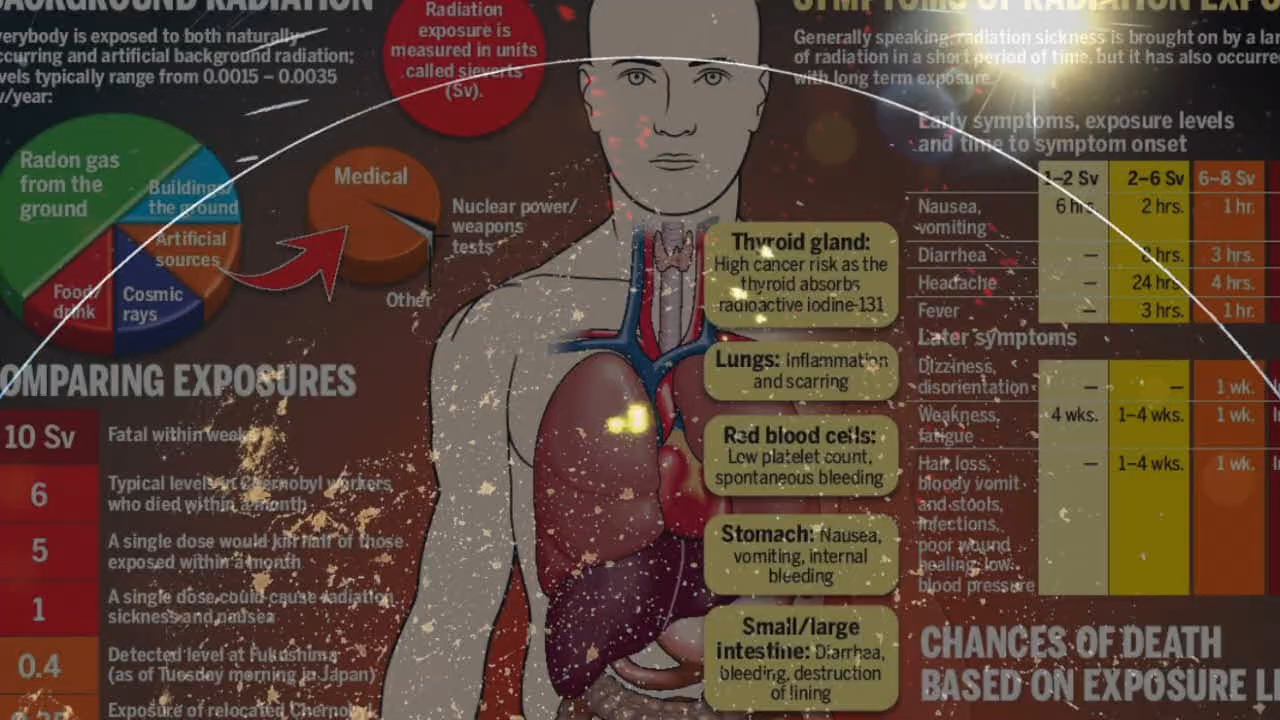 BACKGROUND RADIATION
verybody is exposed to both naturally
ccurring and artificial background radiation;
vels typically range from 0.0015 – 0.0035
v/year:
Radon gas
from the
ground
Buildings/
the ground
Artificial
sources
Food/
drink
Cosmic
rays
Medical
Nuclear power/
weapons
tests
Other
Radiation
exposure is
measured in units
called sieverts
(Sv).
OMPARING EXPOSURES
10 Sv Fatal within weeks
6 Typical levels in Chernobyl workers
who died within a month
5 A single dose would kill half of those
exposed within a month
1 A single dose could cause radiation
sickness and nausea
0.4 Detected level at Fukushima
(as of Tuesday morning in Japan)
Exposure of relocated Chernobyl
Thyroid gland:
High cancer risk as the
thyroid absorbs
radioactive iodine-131
Lungs: Inflammation
and scarring
Red blood cells:
Low platelet count,
spontaneous bleeding
Stomach: Nausea,
vomiting, internal
bleeding
Small/large
intestine: Diarrhea,
bleeding, destruction
of lining
SYMPTOMS OF RADIATION EXPO
Generally speaking, radiation sickness is brought on by a lar
of radiation in a short period of time, but it has also occurre
with long term exposure.
Early symptoms, exposure levels
and time to symptom onset
1–2 Sv 2–6 Sv 6–8 Sv
Nausea,
vomiting 6 hrs. 2 hrs. 1 hr.
Diarrhea – 8 hrs. 3 hrs.
Headache – 24 hrs. 4 hrs.
Fever – 3 hrs. 1 hr.
Later symptoms
Dizziness,
disorientation – – 1 wk.
Weakness,
fatigue 4 wks. 1–4 wks. 1 wk.
Hair loss, – 1–4 wks. 1 wk.
bloody vomit
and stools,
infections,
poor wound
healing, low
blood pressure
CHANCES OF DEATH
BASED ON EXPOSURE LE